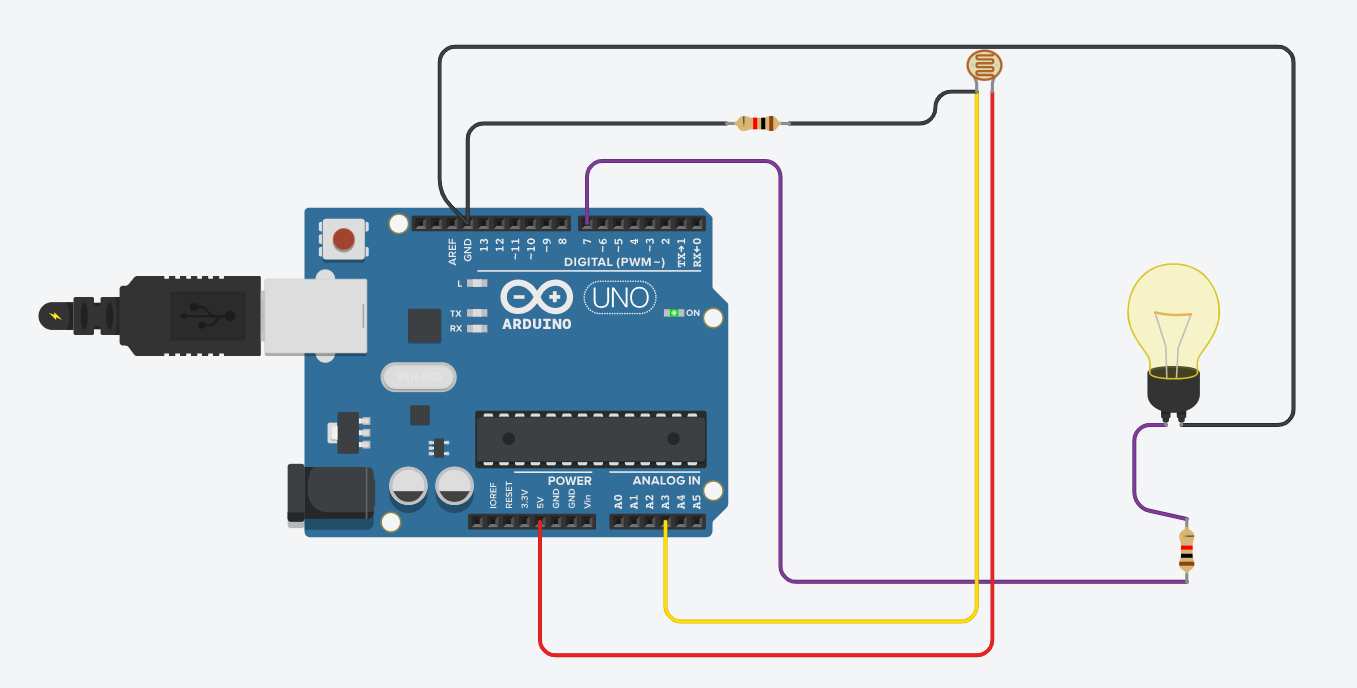 AREF
GND
13
12
~11
~10
~9
8
7
~6
~5
4
~3
2
TX→1
RX←0
DIGITAL (PWM~)
L
TX
RX
ARDUINO
UNO
ON
POWER
ANALOG IN
IOREF
RESET
3.3V
5V
GND
GND
Vin
A0
A1
A2
A3
A4
A5